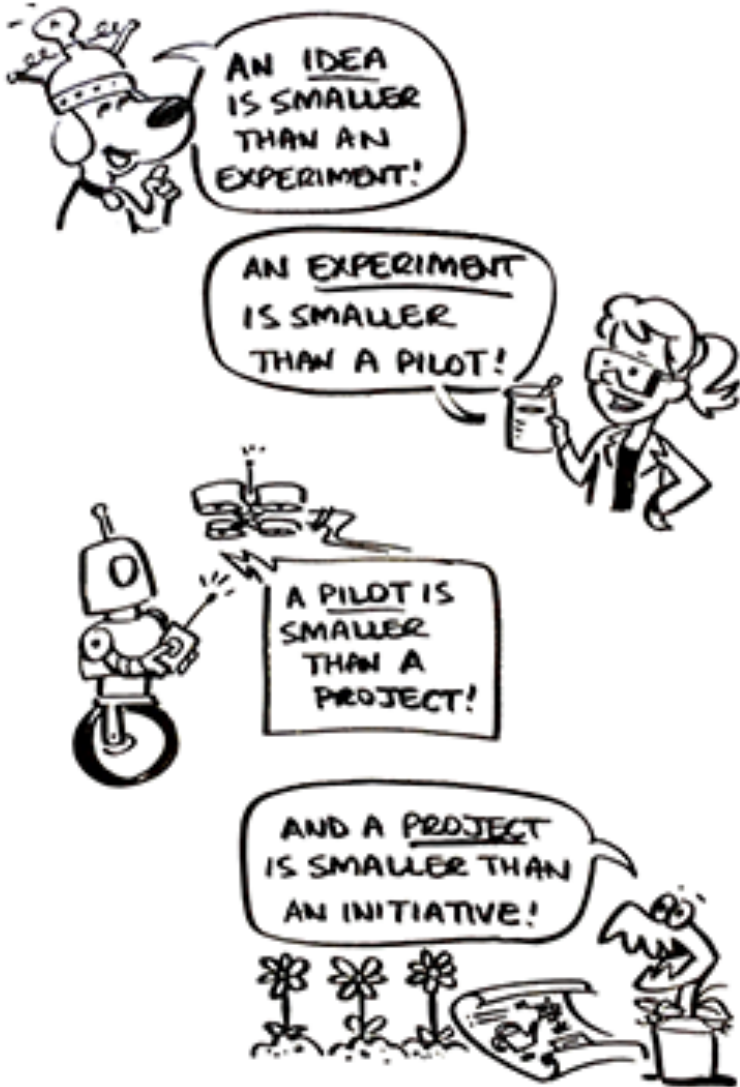 AN IDEA
IS SMALLER
THAN AN
EXPERIMENT!
AN EXPERIMENT
IS SMALLER
THAN A PILOT!
A PILOT IS
SMALLER
THAN A
PROJECT!
AND A PROJECT
IS SMALLER THAN
AN INITIATIVE!